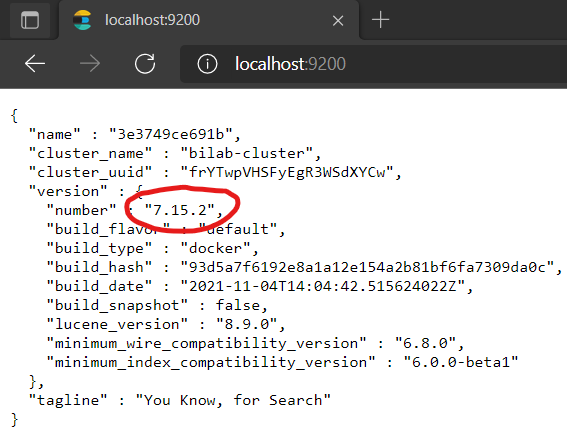 localhost:9200
localhost:9200
{
"name" : "3e3749ce691b",
"cluster_name" : "bilab-cluster",
"cluster_uuid" : "frYTwpVHSFyEgR3WSdXYCw",
"version" : {
"number" : "7.15.2",
"build_flavor" : "default",
"build_type" : "docker",
"build_hash" : "93d5a7f6192e8a1a12e154a2b81bf6fa7309da0c",
"build_date" : "2021-11-04T14:04:42.515624022Z",
"build_snapshot" : false,
"lucene_version" : "8.9.0",
"minimum_wire_compatibility_version" : "6.8.0",
"minimum_index_compatibility_version" : "6.0.0-beta1"
},
"tagline" : "You Know, for Search"
}